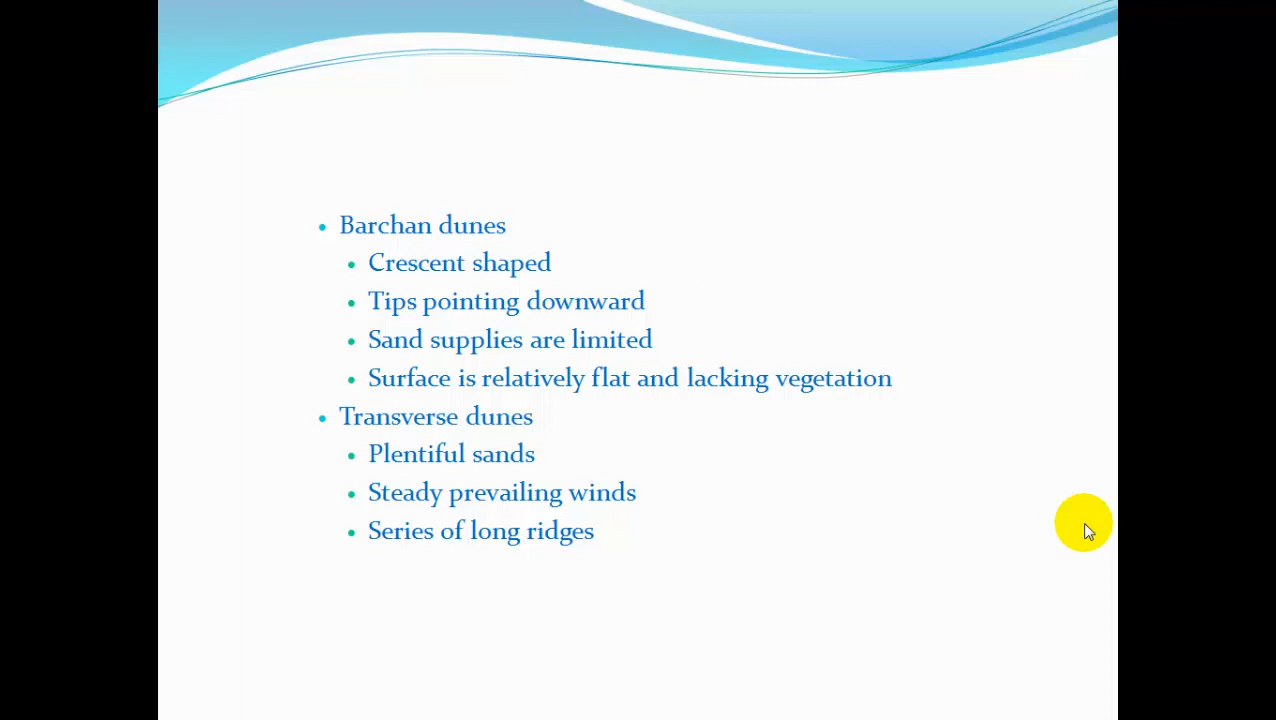 Barchan dunes
Crescent shaped
Tips pointing downward
Sand supplies are limited
Surface is relatively flat and lacking vegetation
Transverse dunes
Plentiful sands
Steady prevailing winds
Series of long ridges